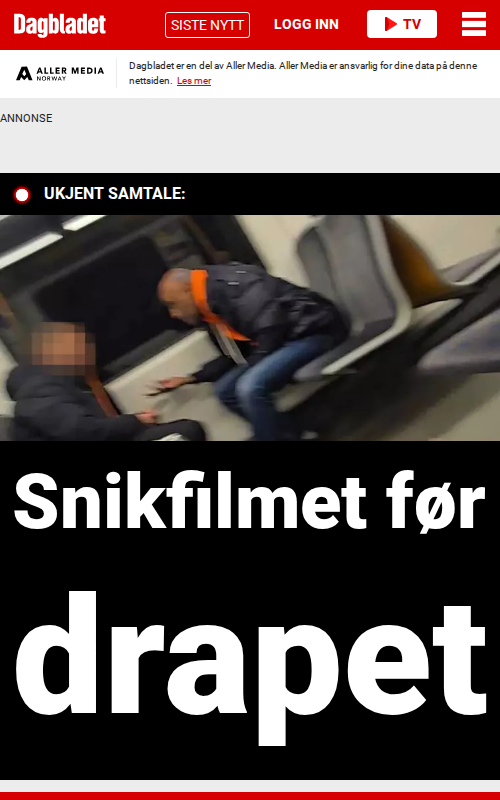 Dagbladet
SISTE NYTT
LOGG INN
TV
ALLER MEDIA
NORWAY
Dagbladet er en del av Aller Media. Aller Media er ansvarlig for dine data på denne
nettsiden. Les mer
ANNONSE
UKJENT SAMTALE:
Snikfilmet før
drapet